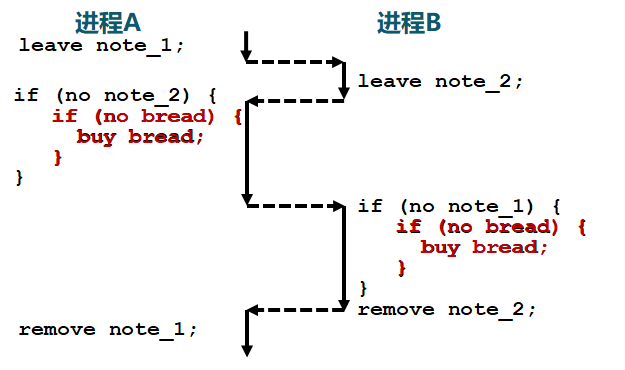 进程A
leave note_1;
if (no note_2) {
if (no bread) {
buy bread;
}
}
remove note_1;
进程B
leave note_2;
if (no note_1) {
if (no bread) {
buy bread;
}
}
remove note_2;